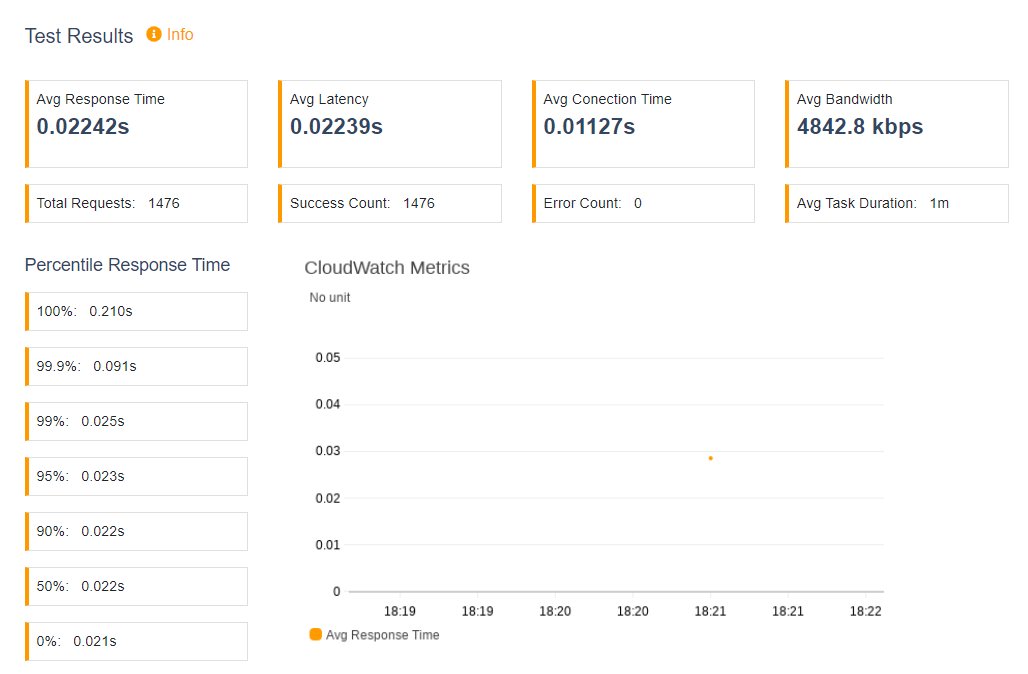 Test Results Info
Avg Response Time
0.02242s
Avg Latency
0.02239s
Avg Conection Time
0.01127s
Avg Bandwidth
4842.8 kbps
Total Requests: 1476
Success Count: 1476
Error Count: 0
Avg Task Duration: 1m
Percentile Response Time
100%: 0.210s
99.9%: 0.091s
99%: 0.025s
95%: 0.023s
90%: 0.022s
50%: 0.022s
0%: 0.021s
CloudWatch Metrics
No unit
0.05
0.04
0.03
0.02
0.01
0
18:19 18:19 18:20 18:20 18:21 18:21 18:22
Avg Response Time